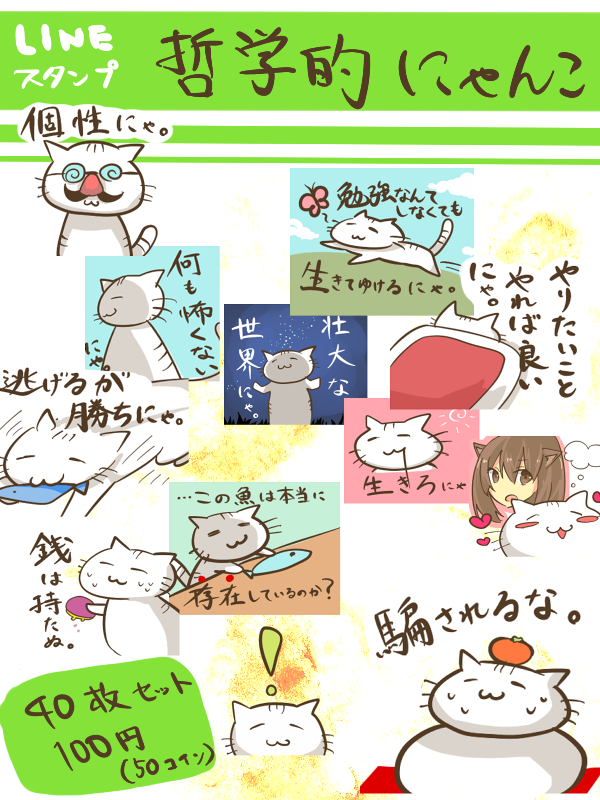 LINE
スタンプ
哲学的 にゃんこ
個性にゃ。
勉強なんて
しなくても
生きてゆけるにゃ。
何も怖くない
にゃ。
壮大な
世界にゃ。
やりたいこと
やれば良い
にゃ。
逃げるが
勝ちにゃ。
生きろにゃ
…この魚は本当に
存在しているのか?
銭は持たぬ。
騙されるな。
40枚セット
100円
(50コイン)